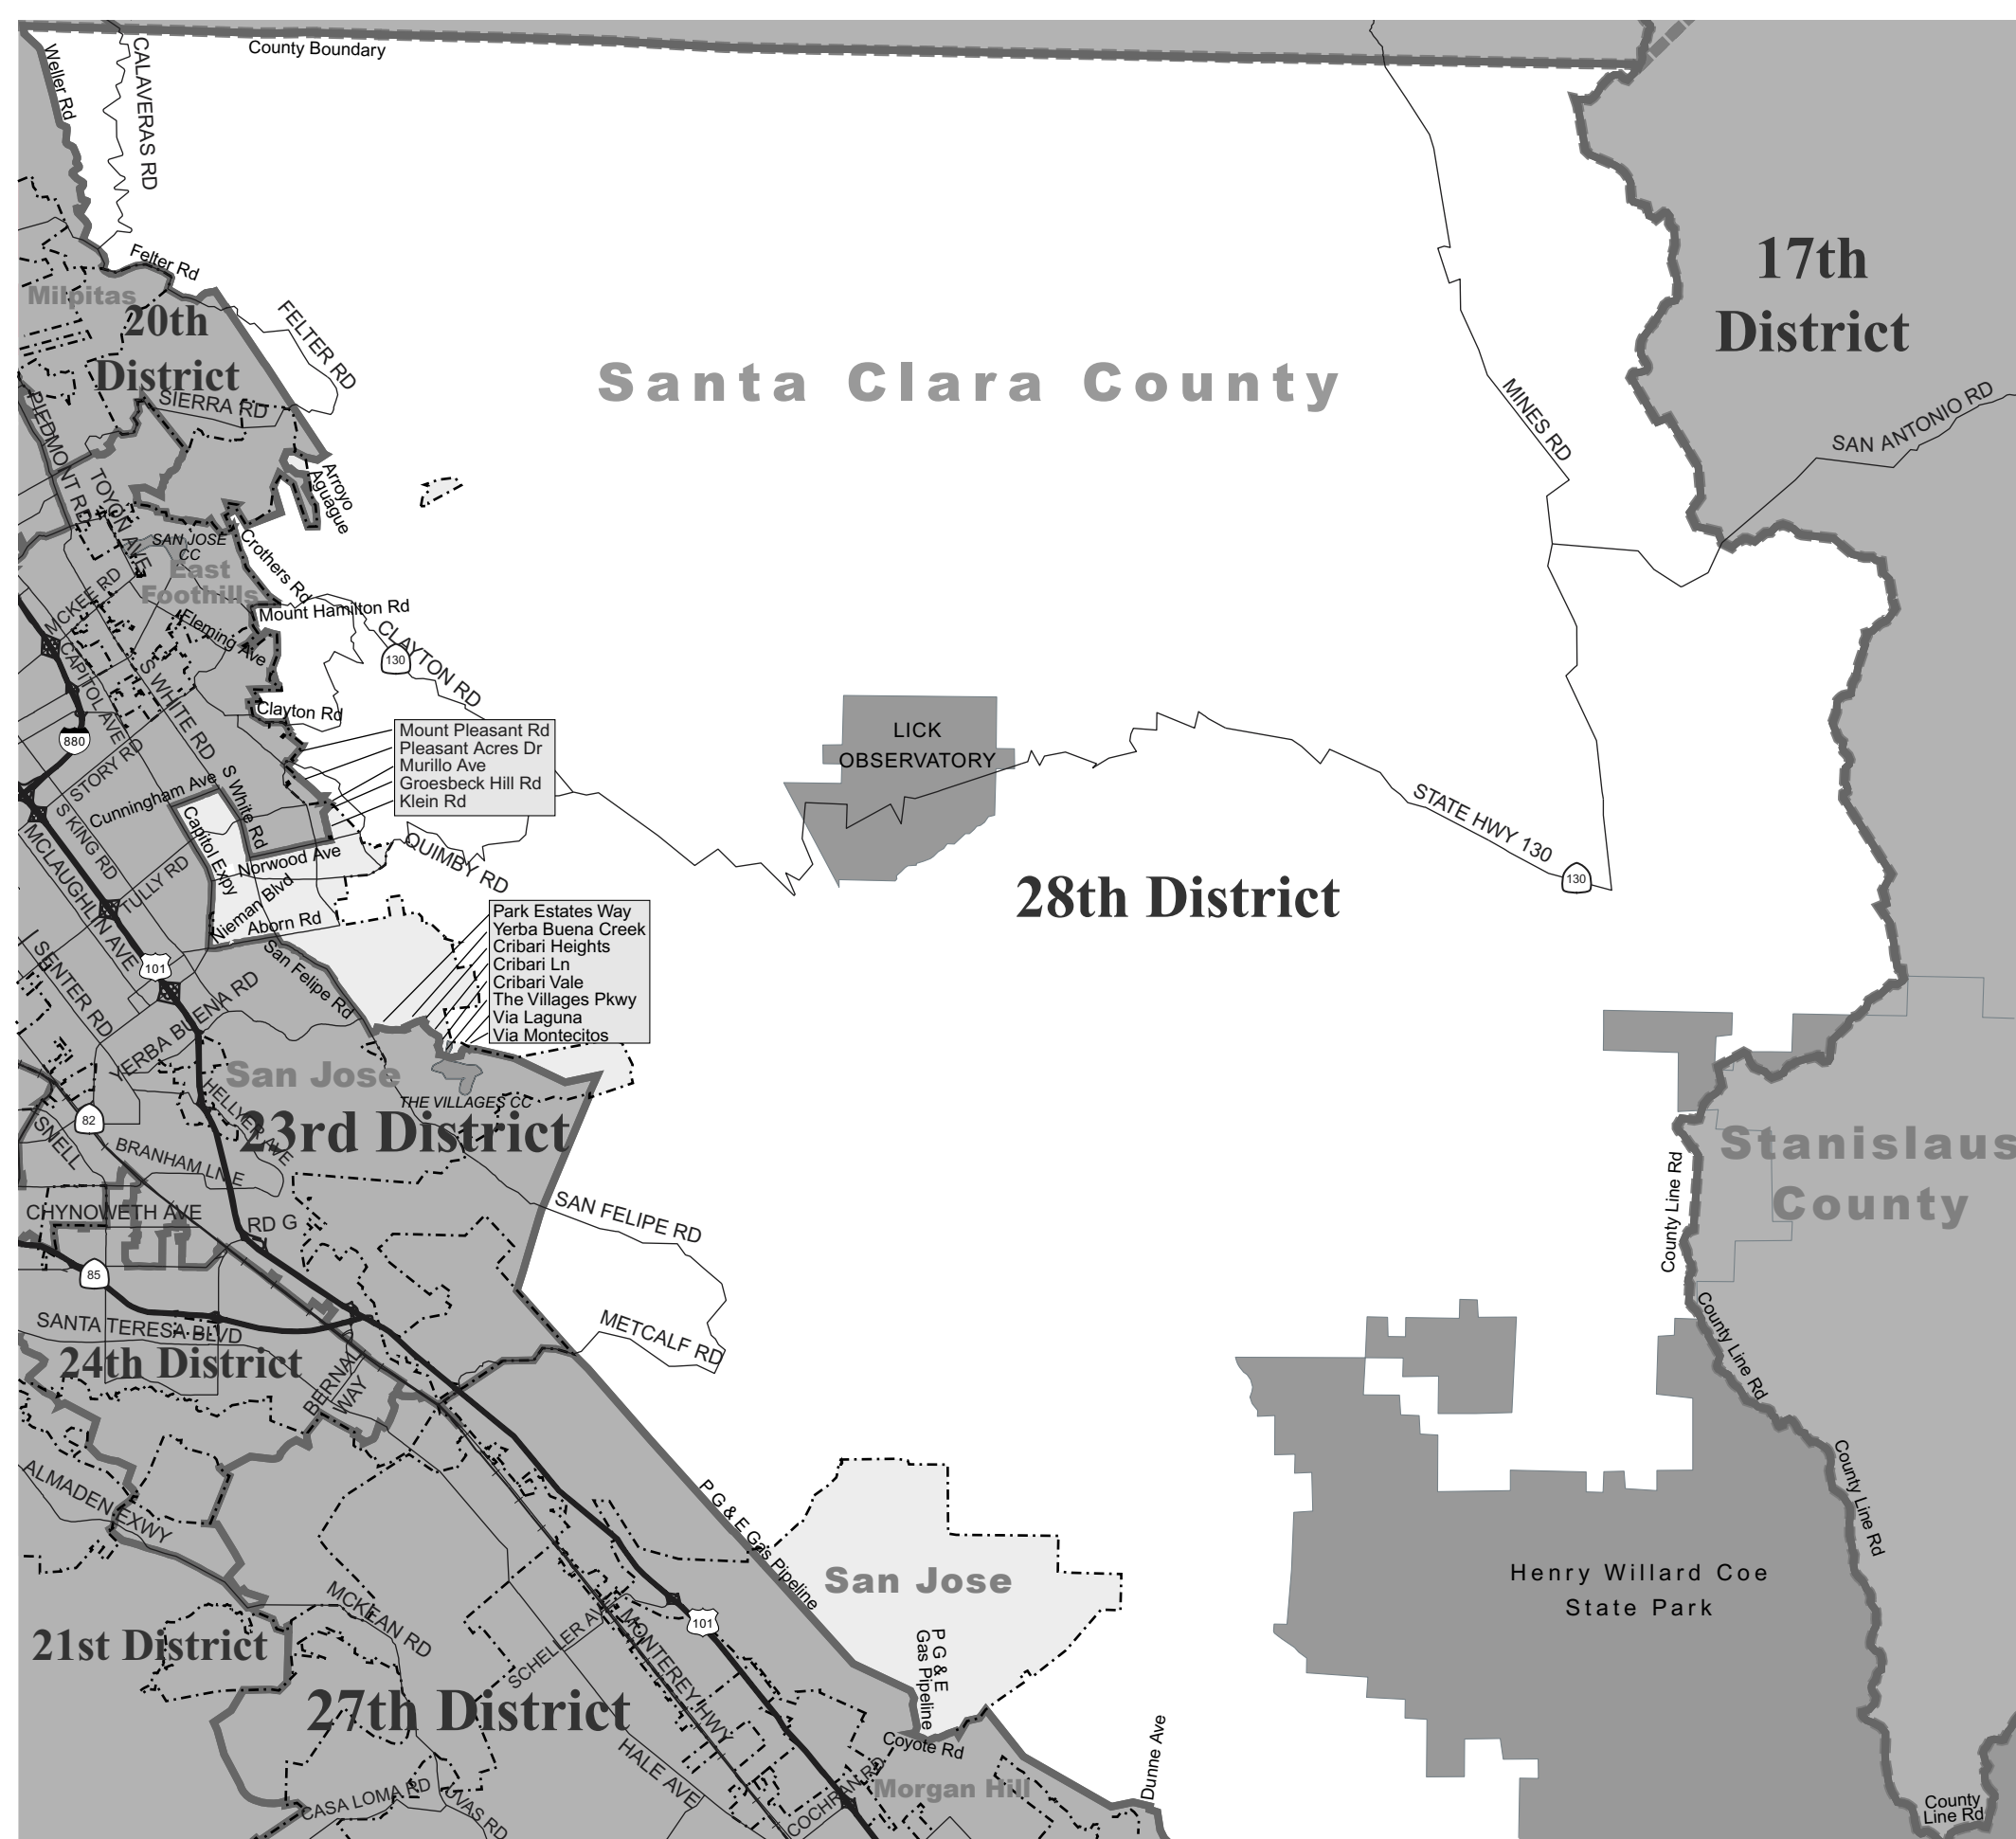 County Boundary
Weller Rd
CALAVERAS RD
Felter Rd
Milpitas
20th
District
FELTER RD
SIERRA RD
PIEDMONT RD
TOYON AVE
Arroyo
Aguague
Santa Clara County
MINES RD
17th
District
SAN ANTONIO RD
SAN JOSE
CC
East
Foothills
Crothers Rd
MCKEE RD
Mount Hamilton Rd
Fleming Ave
CLAYTON RD
130
CAPITOL AVE
S WHITE RD
Clayton Rd
880
STORY RD
Mount Pleasant Rd
Pleasant Acres Dr
Murillo Ave
Groesbeck Hill Rd
Klein Rd
LICK
OBSERVATORY
Cunningham Ave
S White Rd
S KING RD
Capitol Expy
MCLAUGHLIN AVE
TULLY RD
Norwood Ave
QUIMBY RD
Nieman Blvd
Aborn Rd
STATE HWY 130
130
28th District
Park Estates Way
Yerba Buena Creek
Cribari Heights
Cribari Ln
Cribari Vale
The Villages Pkwy
Via Laguna
Via Montecitos
San Felipe Rd
101
SENTER RD
YERBA BUENA RD
San Jose
HELLYER AVE
THE VILLAGES CC
23rd District
82
SNELL
BRANHAM LN E
Stanislaus
County
County Line Rd
CHYNOWETH AVE
RD G
SAN FELIPE RD
85
SANTA TERESA BLVD
METCALF RD
24th District
BERNAL
WAY
County Line Rd
ALMADEN EXWY
P G & E Gas Pipeline
County Line Rd
San Jose
Henry Willard Coe
State Park
MCKEAN RD
SCHELLER AVE
MONTEREY HWY
101
P G & E
Gas Pipeline
21st District
27th District
Coyote Rd
HALE AVE
Dunne Ave
Morgan Hill
COCHRAN RD
CASA LOMA RD
UVAS RD
County
Line Rd